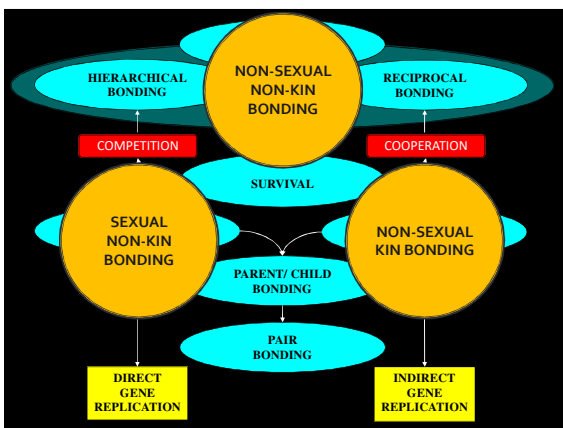 NON-SEXUAL
NON-KIN
BONDING
HIERARCHICAL
BONDING
RECIPROCAL
BONDING
COMPETITION
COOPERATION
SURVIVAL
SEXUAL
NON-KIN
BONDING
NON-SEXUAL
KIN BONDING
PARENT/ CHILD
BONDING
PAIR
BONDING
DIRECT
GENE
REPLICATION
INDIRECT
GENE
REPLICATION